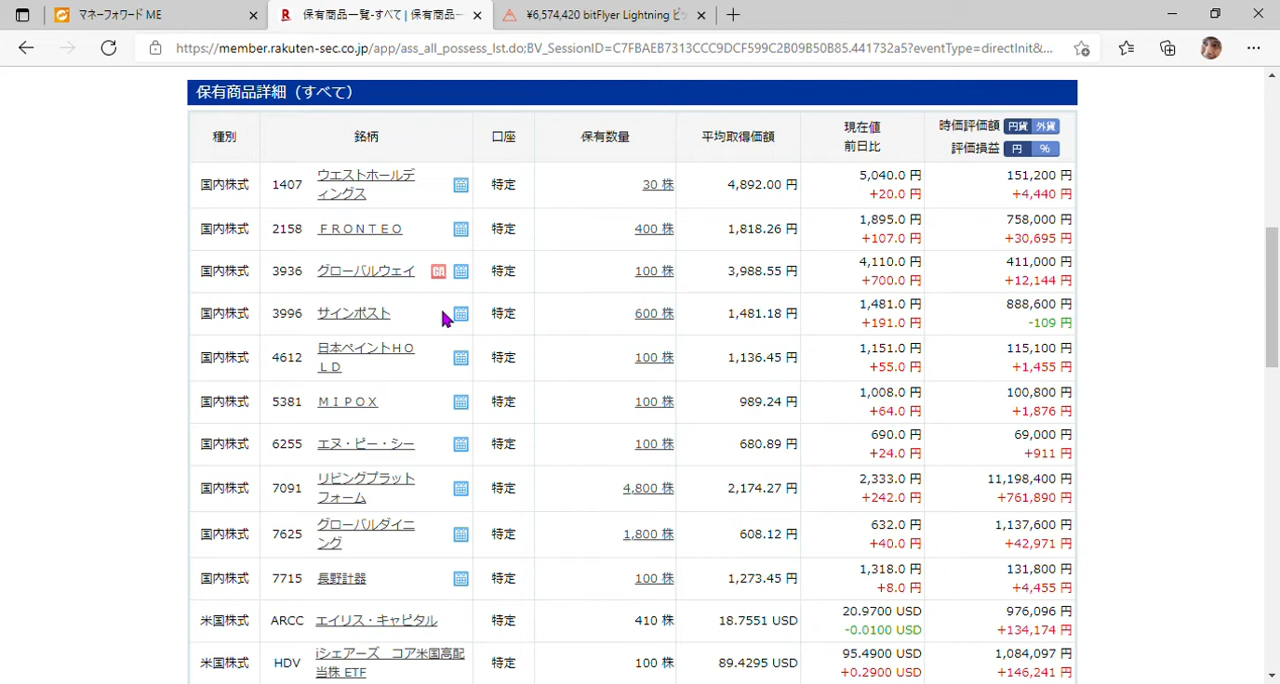 マネーフォワード ME
保有商品一覧-すべて | 保有商品一
¥6,574,420 bitFlyer Lightning ビッ
https://member.rakuten-sec.co.jp/app/ass_all_possess_lst.do:BV_SessionID=C7FBAEB7313CCC9DCF599C2B09B50B85.441732a5?eventType=directInit&...
保有商品詳細（すべて）
種別 銘柄 口座 保有数量 平均取得価額 現在値 時価評価額 円貨 外貨
前日比 評価損益 円 %
国内株式 1407 ウエストホールデ 特定 30 株 4,892.00 円 5,040.0 円 151,200 円
ィングス +20.0 円 +4,440 円
国内株式 2158 ＦＲＯＮＴＥＯ 特定 400 株 1,818.26 円 1,895.0 円 758,000 円
+107.0 円 +30,695 円
国内株式 3936 グローバルウェイ GA 特定 100 株 3,988.55 円 4,110.0 円 411,000 円
+700.0 円 +12,144 円
国内株式 3996 サインポスト 特定 600 株 1,481.18 円 1,481.0 円 888,600 円
+191.0 円 -109 円
国内株式 4612 日本ペイントＨＯ 特定 100 株 1,136.45 円 1,151.0 円 115,100 円
ＬＤ +55.0 円 +1,455 円
国内株式 5381 ＭＩＰＯＸ 特定 100 株 989.24 円 1,008.0 円 100,800 円
+64.0 円 +1,876 円
国内株式 6255 エヌ・ピー・シー 特定 100 株 680.89 円 690.0 円 69,000 円
+24.0 円 +911 円
国内株式 7091 リビングプラット 特定 4,800 株 2,174.27 円 2,333.0 円 11,198,400 円
フォーム +242.0 円 +761,890 円
国内株式 7625 グローバルダイニ 特定 1,800 株 608.12 円 632.0 円 1,137,600 円
ング +40.0 円 +42,971 円
国内株式 7715 長野計器 特定 100 株 1,273.45 円 1,318.0 円 131,800 円
+8.0 円 +4,455 円
米国株式 ARCC エイリス・キャピタル 特定 410 株 18.7551 USD 20.9700 USD 976,096 円
-0.0100 USD +134,174 円
米国株式 HDV iシェアーズ　コア米国高配 特定 100 株 89.4295 USD 95.4900 USD 1,084,097 円
当株 ETF +0.2900 USD +146,241 円